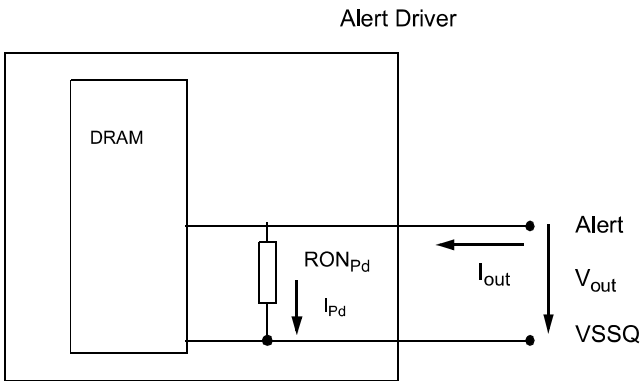 Alert Driver
DRAM
Alert
RONPd
Iout
Vout
IPd
VSSQ